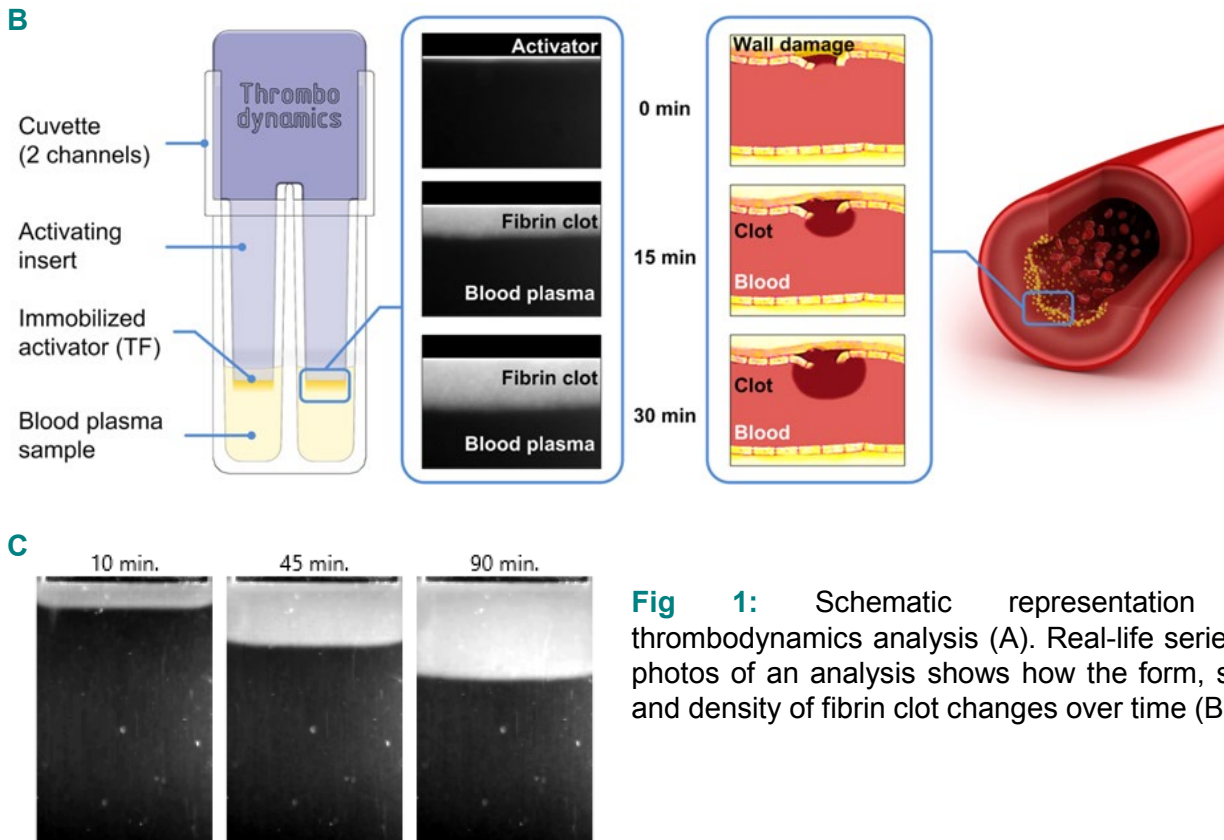 B
Thrombo
dynamics
Cuvette
(2 channels)
Activating
insert
Immobilized
activator (TF)
Blood plasma
sample
Activator
Fibrin clot
Blood plasma
Fibrin clot
Blood plasma
0 min
15 min
30 min
Wall damage
Clot
Blood
Clot
Blood
C
10 min.
45 min.
90 min.
Fig 1: Schematic representation
thrombodynamics analysis (A). Real-life serie
photos of an analysis shows how the form, s
and density of fibrin clot changes over time (B